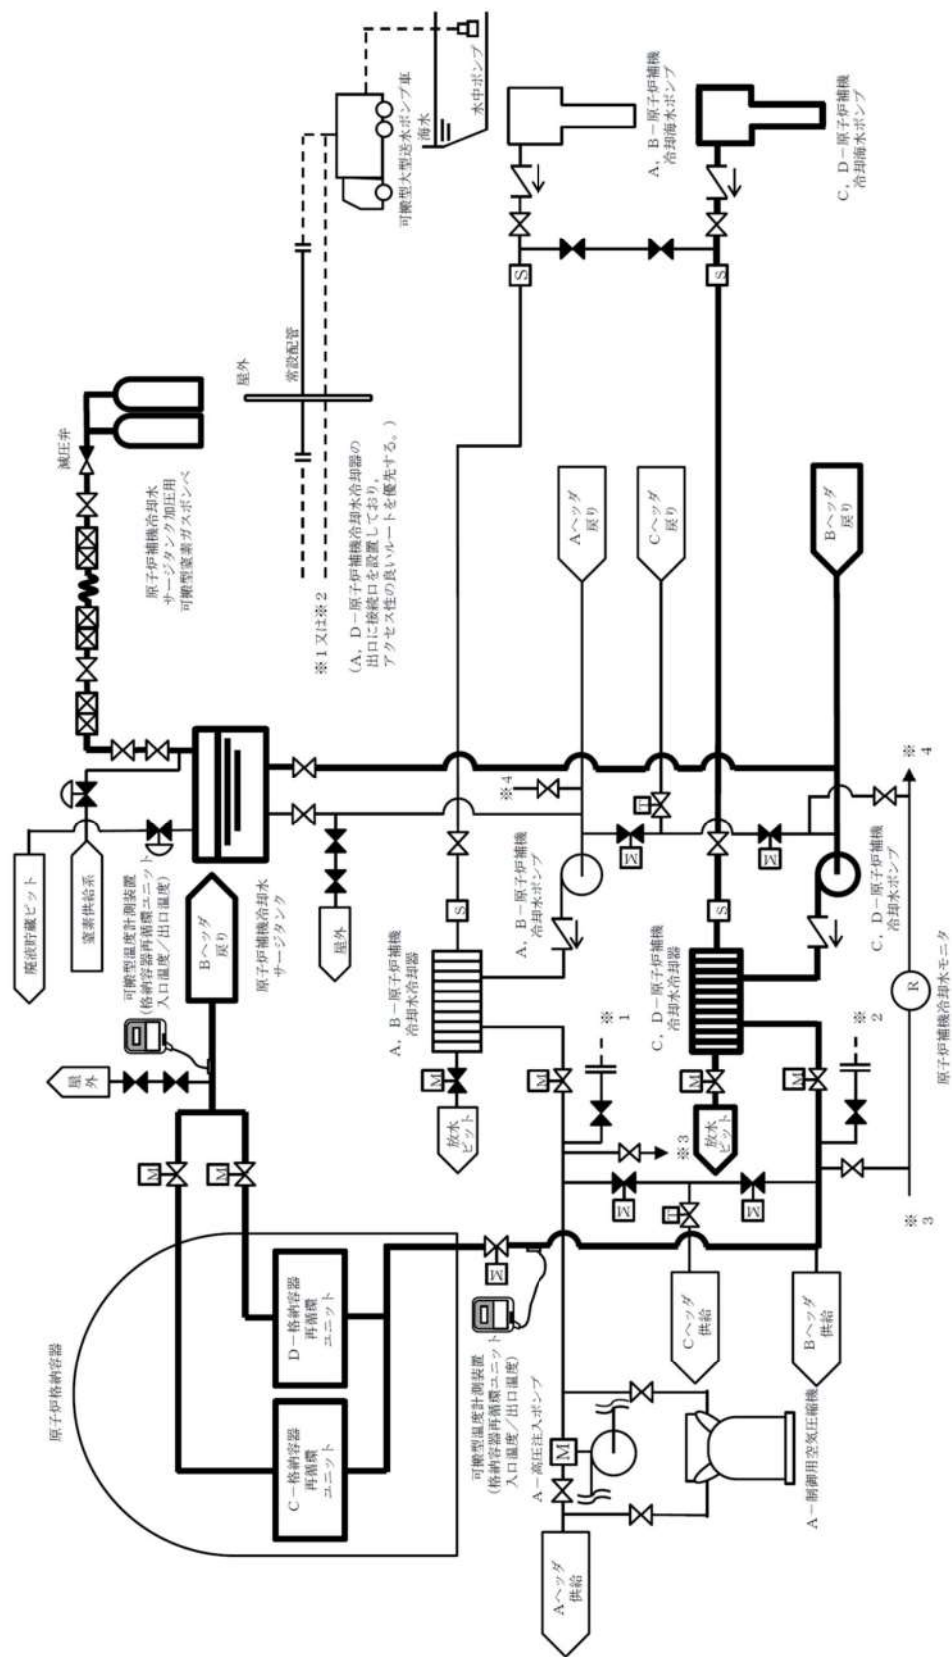 原子炉格納容器
C－格納容器
再循環
ユニット
D－格納容器
再循環
ユニット
M
M
M
屋外
可搬型温度計測装置
(格納容器再循環ユニット
入口温度／出口温度)
Bヘッダ
戻り
廃液貯蔵ピット
窒素供給系
原子炉補機冷却水
サージタンク
減圧弁
原子炉補機冷却水
サージタンク加圧用
可搬型窒素ガスボンベ
屋外
常設配管
可搬型大型送水ポンプ車
海水
水中ポンプ
※1又は※2
(A，D－原子炉補機冷却水冷却器の
出口に接続口を設置しており，
アクセス性の良いルートを優先する。)
可搬型温度計測装置
(格納容器再循環ユニット
入口温度／出口温度)
屋外
A，B－原子炉補機
冷却水冷却器
M
S
S
放水
ピット
A，B－原子炉補機
冷却海水ポンプ
A，B－原子炉補機
冷却水ポンプ
※4
Aヘッダ
戻り
Cヘッダ
戻り
T
M
M
M
※1
※3
M
M
T
Aヘッダ
供給
M
A－高圧注入ポンプ
A－制御用空気圧縮機
Cヘッダ
供給
Bヘッダ
供給
C，D－原子炉補機
冷却水冷却器
M
S
S
放水
ピット
C，D－原子炉補機
冷却海水ポンプ
C，D－原子炉補機
冷却水ポンプ
Bヘッダ
戻り
M
※2
※3
R
原子炉補機冷却水モニタ
※4